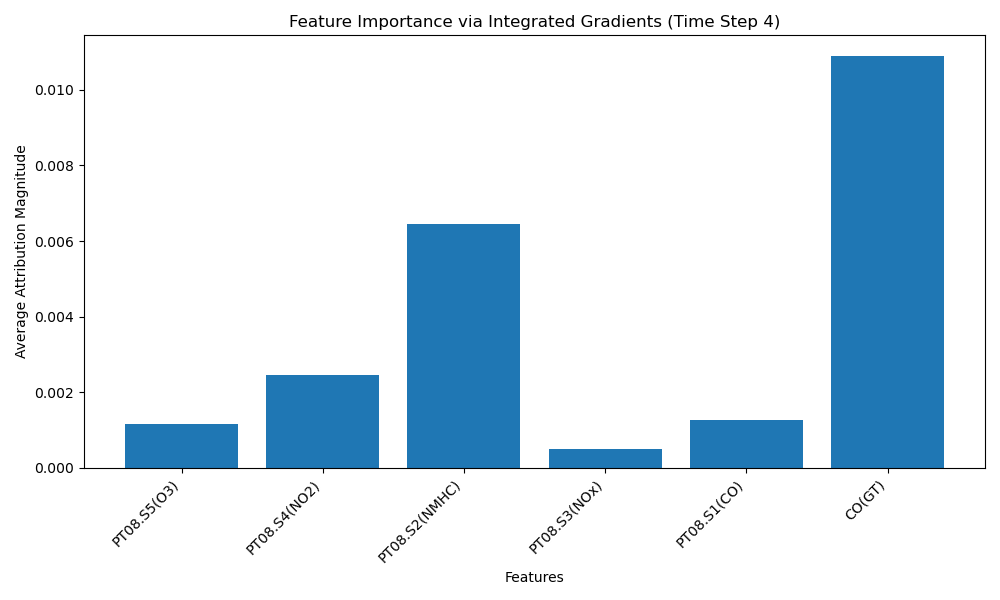 Feature Importance via Integrated Gradients (Time Step 4)
Average Attribution Magnitude
0.010
0.008
0.006
0.004
0.002
0.000
PT08.S5(O3)
PT08.S4(NO2)
PT08.S2(NMHC)
PT08.S3(NOx)
PT08.S1(CO)
CO(GT)
Features